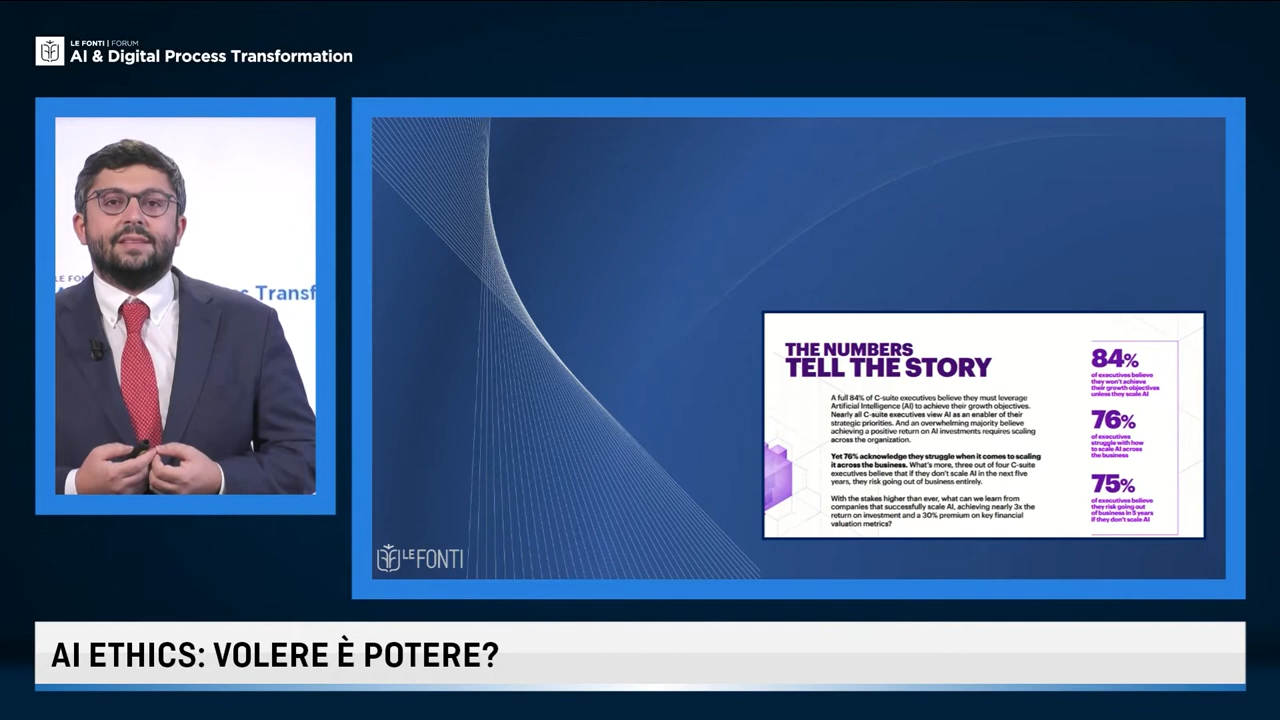 LE FONTI | FORUM
AI & Digital Process Transformation
LE FON
s Transf
THE NUMBERS
TELL THE STORY
A full 84% of C-suite executives believe they must leverage
Artificial Intelligence (AI) to achieve their growth objectives.
Nearly all C-suite executives view AI as an enabler of their
strategic priorities. And an overwhelming majority believe
achieving a positive return on AI investments requires scaling
across the organization.
Yet 76% acknowledge they struggle when it comes to scaling
it across the business. What's more, three out of four C-suite
executives believe that if they don't scale AI in the next five
years, they risk going out of business entirely.
With the stakes higher than ever, what can we learn from
companies that successfully scale AI, achieving nearly 3x the
return on investment and a 30% premium on key financial
valuation metrics?
84%
of executives believe
they won't achieve
their growth objectives
unless they scale AI
76%
of executives
struggle with how
to scale AI across
the business
75%
of executives believe
they risk going out
of business in 5 years
if they don't scale AI
LE FONTI
AI ETHICS: VOLERE È POTERE?